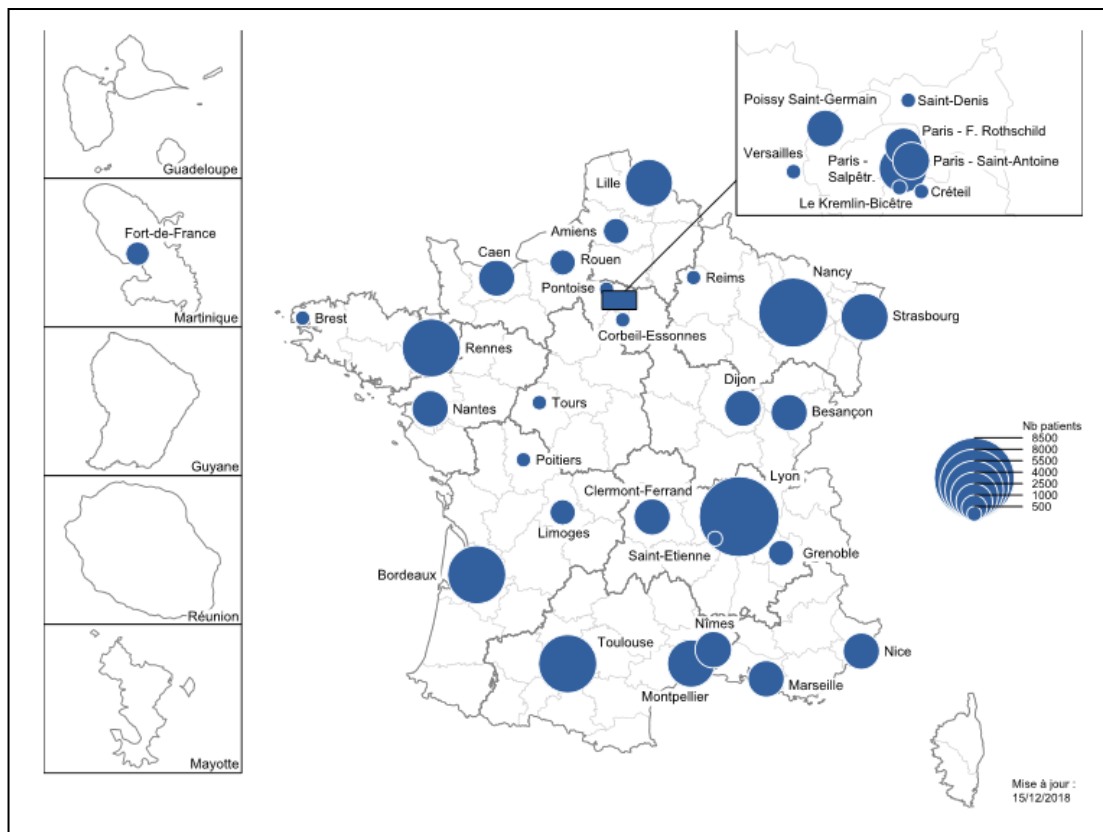 Guadeloupe
Fort-de-France
Martinique
Guyane
Réunion
Mayotte
Poissy Saint-Germain
Saint-Denis
Paris - F. Rothschild
Versailles
Paris -
Salpêtr.
Paris - Saint-Antoine
Le Kremlin-Bicêtre
Créteil
Lille
Amiens
Caen
Rouen
Pontoise
Reims
Nancy
Strasbourg
Brest
Corbeil-Essonnes
Rennes
Dijon
Nantes
Tours
Besançon
Poitiers
Clermont-Ferrand
Lyon
Limoges
Saint-Etienne
Grenoble
Bordeaux
Nîmes
Toulouse
Nice
Montpellier
Marseille
Nb patients
8500
8000
5500
4000
2500
1000
500
Mise à jour :
15/12/2018